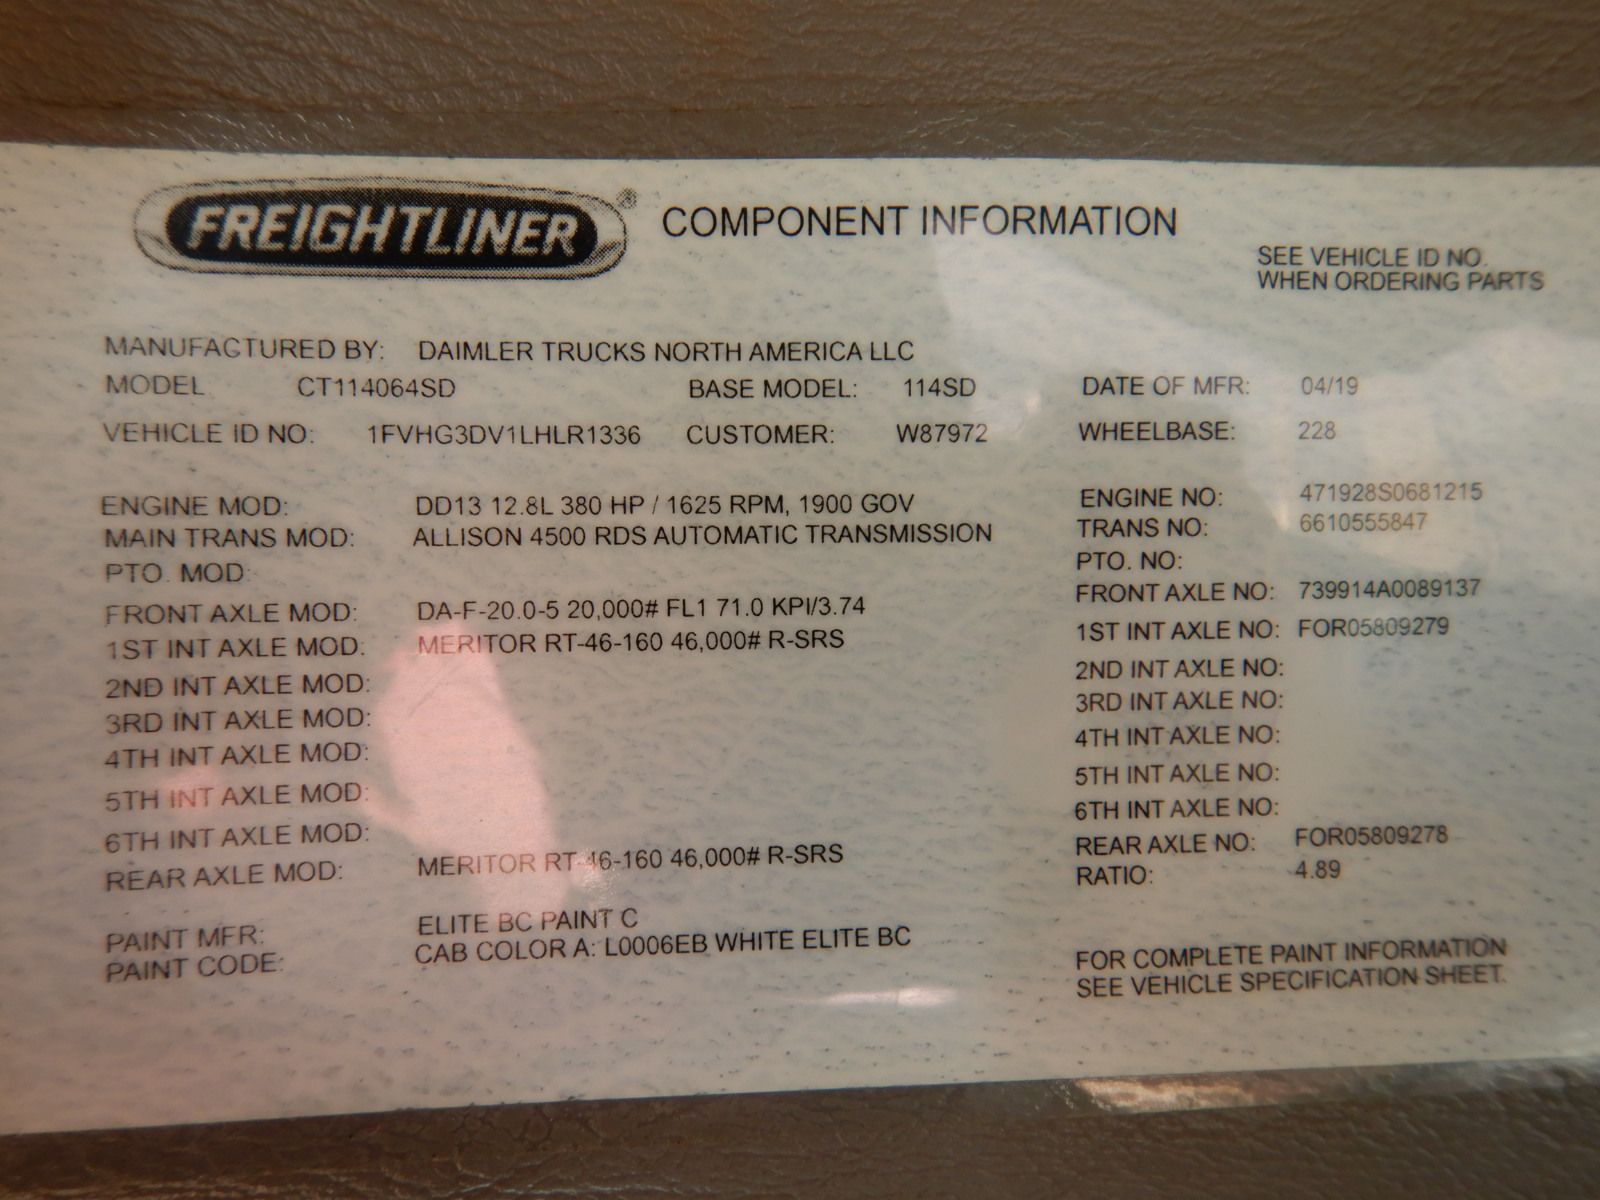 FREIGHTLINER® COMPONENT INFORMATION
SEE VEHICLE ID NO.
WHEN ORDERING PARTS
MANUFACTURED BY: DAIMLER TRUCKS NORTH AMERICA LLC
MODEL CT114064SD BASE MODEL: 114SD DATE OF MFR: 04/19
VEHICLE ID NO: 1FVHG3DV1LHLR1336 CUSTOMER: W87972 WHEELBASE: 228
ENGINE MOD: DD13 12.8L 380 HP / 1625 RPM, 1900 GOV ENGINE NO: 471928S0681215
MAIN TRANS MOD: ALLISON 4500 RDS AUTOMATIC TRANSMISSION TRANS NO: 6610555847
PTO. MOD: PTO. NO:
FRONT AXLE MOD: DA-F-20.0-5 20,000# FL1 71.0 KPI/3.74 FRONT AXLE NO: 739914A0089137
1ST INT AXLE MOD: MERITOR RT-46-160 46,000# R-SRS 1ST INT AXLE NO: FOR05809279
2ND INT AXLE MOD: 2ND INT AXLE NO:
3RD INT AXLE MOD: 3RD INT AXLE NO:
4TH INT AXLE MOD: 4TH INT AXLE NO:
5TH INT AXLE MOD: 5TH INT AXLE NO:
6TH INT AXLE MOD: 6TH INT AXLE NO:
REAR AXLE MOD: MERITOR RT-46-160 46,000# R-SRS REAR AXLE NO: FOR05809278
RATIO: 4.89
PAINT MFR: ELITE BC PAINT C
PAINT CODE: CAB COLOR A: L0006EB WHITE ELITE BC
FOR COMPLETE PAINT INFORMATION
SEE VEHICLE SPECIFICATION SHEET.